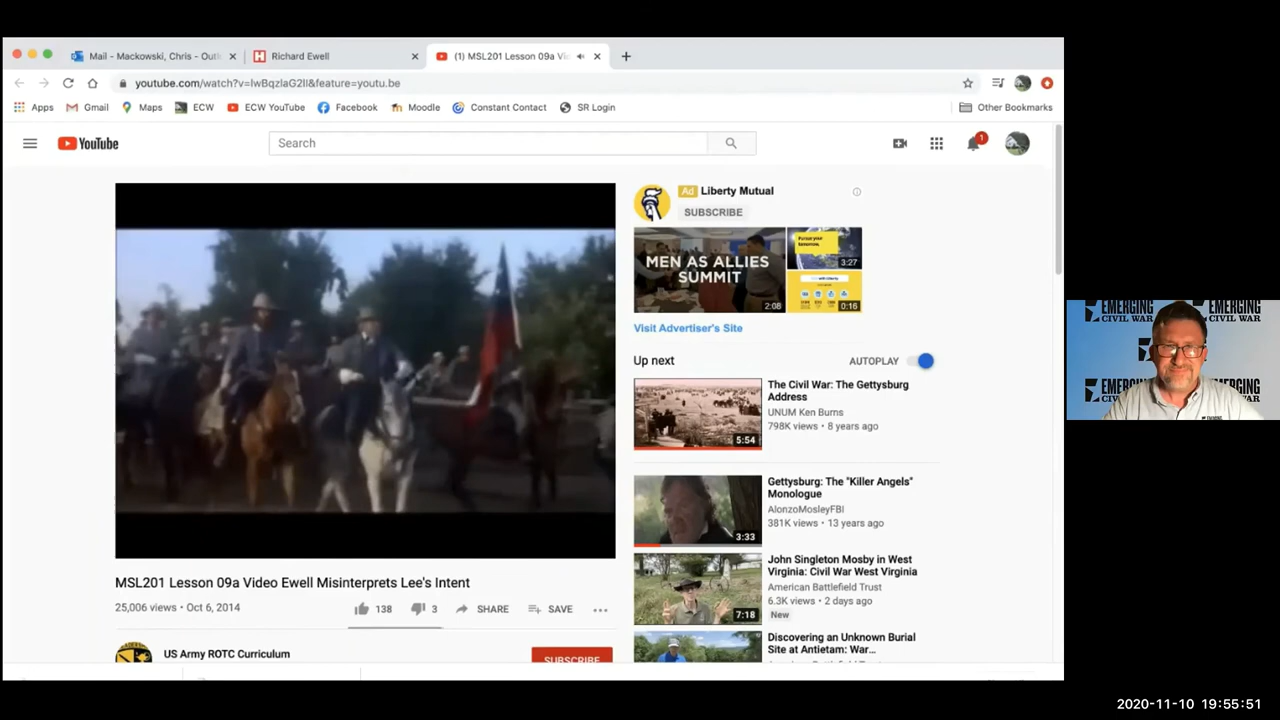 Mail - Mackowski, Chris - Outl
Richard Ewell
(1) MSL201 Lesson 09a Vid
youtube.com/watch?v=IwBqzlaG2lI&feature=youtu.be
Apps
Gmail
Maps
ECW
ECW YouTube
Facebook
Moodle
Constant Contact
SR Login
Other Bookmarks
YouTube
Search
1
Ad Liberty Mutual
SUBSCRIBE
MEN AS ALLIES
SUMMIT
2:08
3:27
0:16
Visit Advertiser's Site
Up next
AUTOPLAY
The Civil War: The Gettysburg
Address
UNUM Ken Burns
798K views • 8 years ago
5:54
Gettysburg: The "Killer Angels"
Monologue
AlonzoMosleyFBI
381K views • 13 years ago
3:33
John Singleton Mosby in West
Virginia: Civil War West Virginia
American Battlefield Trust
6.3K views • 2 days ago
New
7:18
Discovering an Unknown Burial
Site at Antietam: War...
MSL201 Lesson 09a Video Ewell Misinterprets Lee's Intent
25,006 views • Oct 6, 2014
138
3
SHARE
SAVE
US Army ROTC Curriculum
SUBSCRIBE
EMERGING
CIVIL WAR
EMERGING
CIVIL WAR
EMERGING
CIVIL WAR
EMERGING
CIVIL WAR
2020-11-10 19:55:51